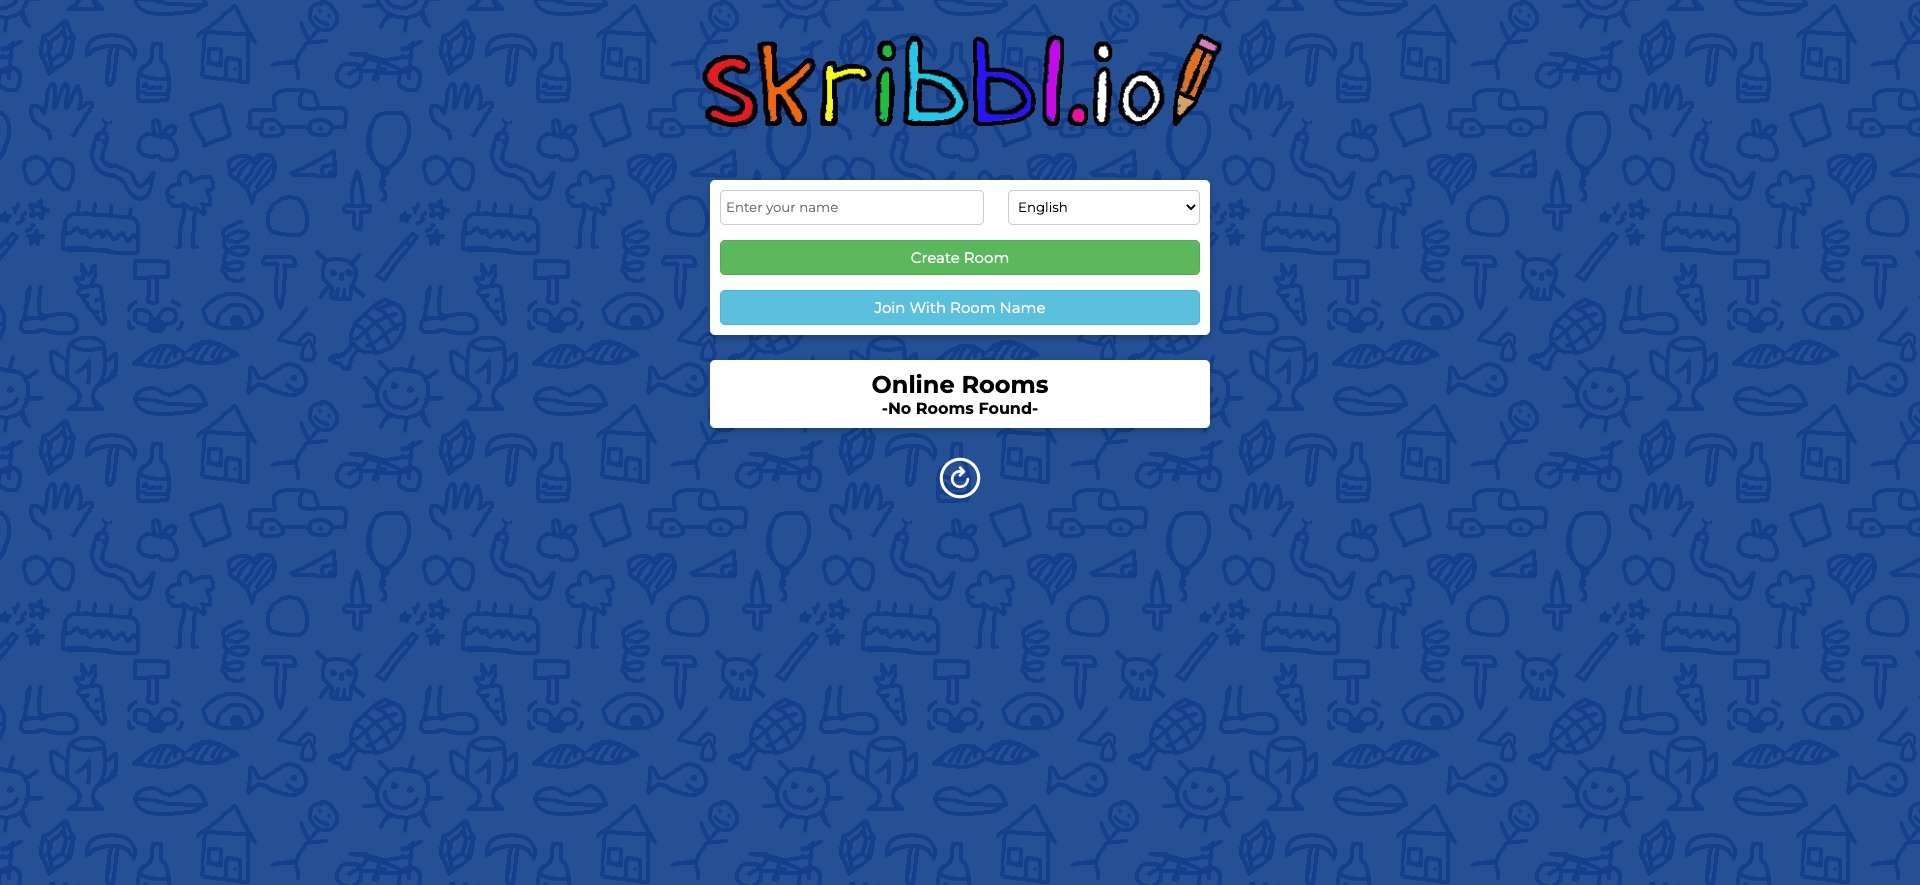 skribbl.io
Enter your name
English
Create Room
Join With Room Name
Online Rooms
-No Rooms Found-